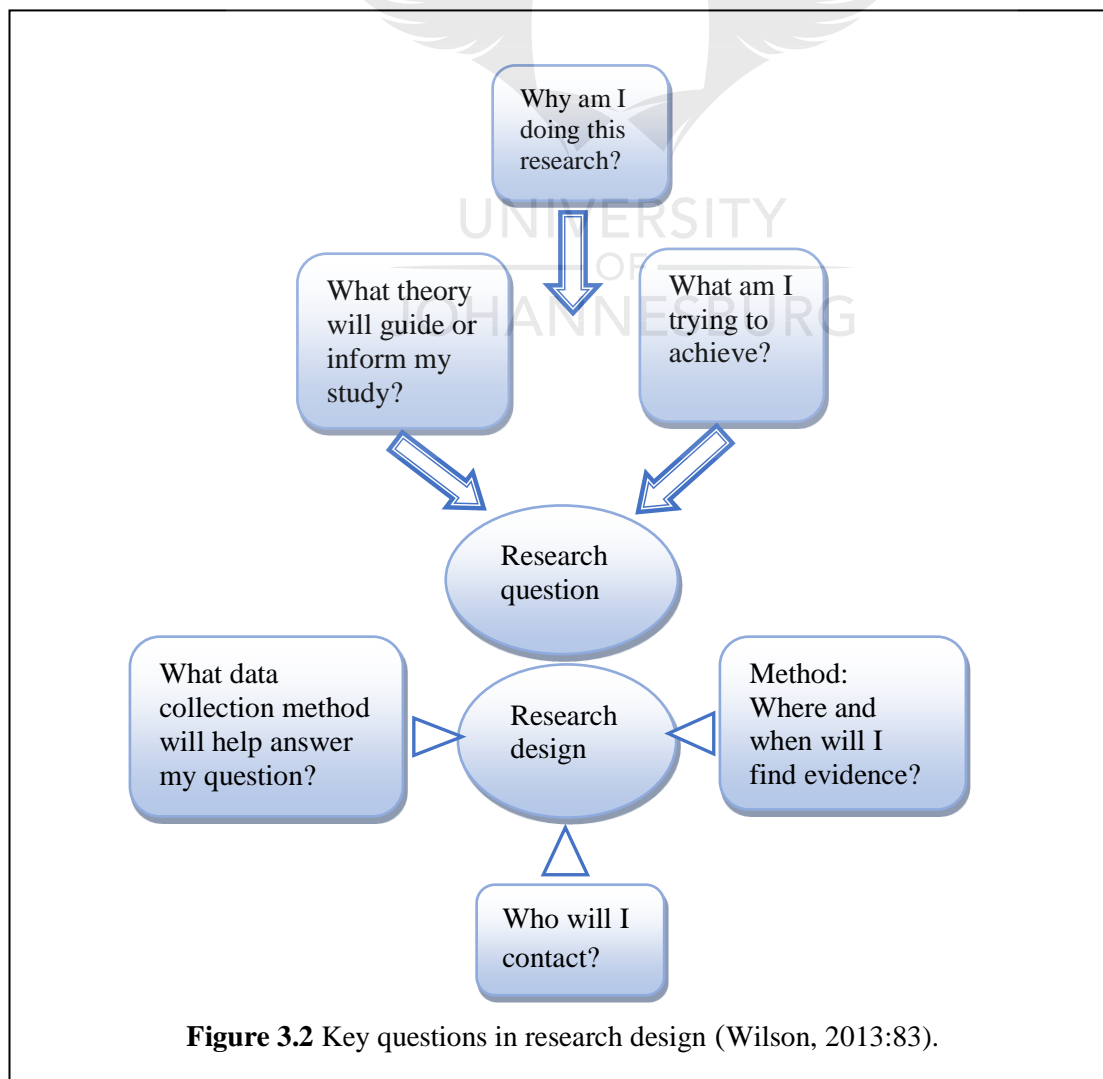 Why am I
doing this
research?
UNIVERSITY
OF
JOHANNESBURG
What theory
will guide or
inform my
study?
What am I
trying to
achieve?
Research
question
What data
collection method
will help answer
my question?
Research
design
Method:
Where and
when will I
find evidence?
Who will I
contact?
Figure 3.2 Key questions in research design (Wilson, 2013:83).